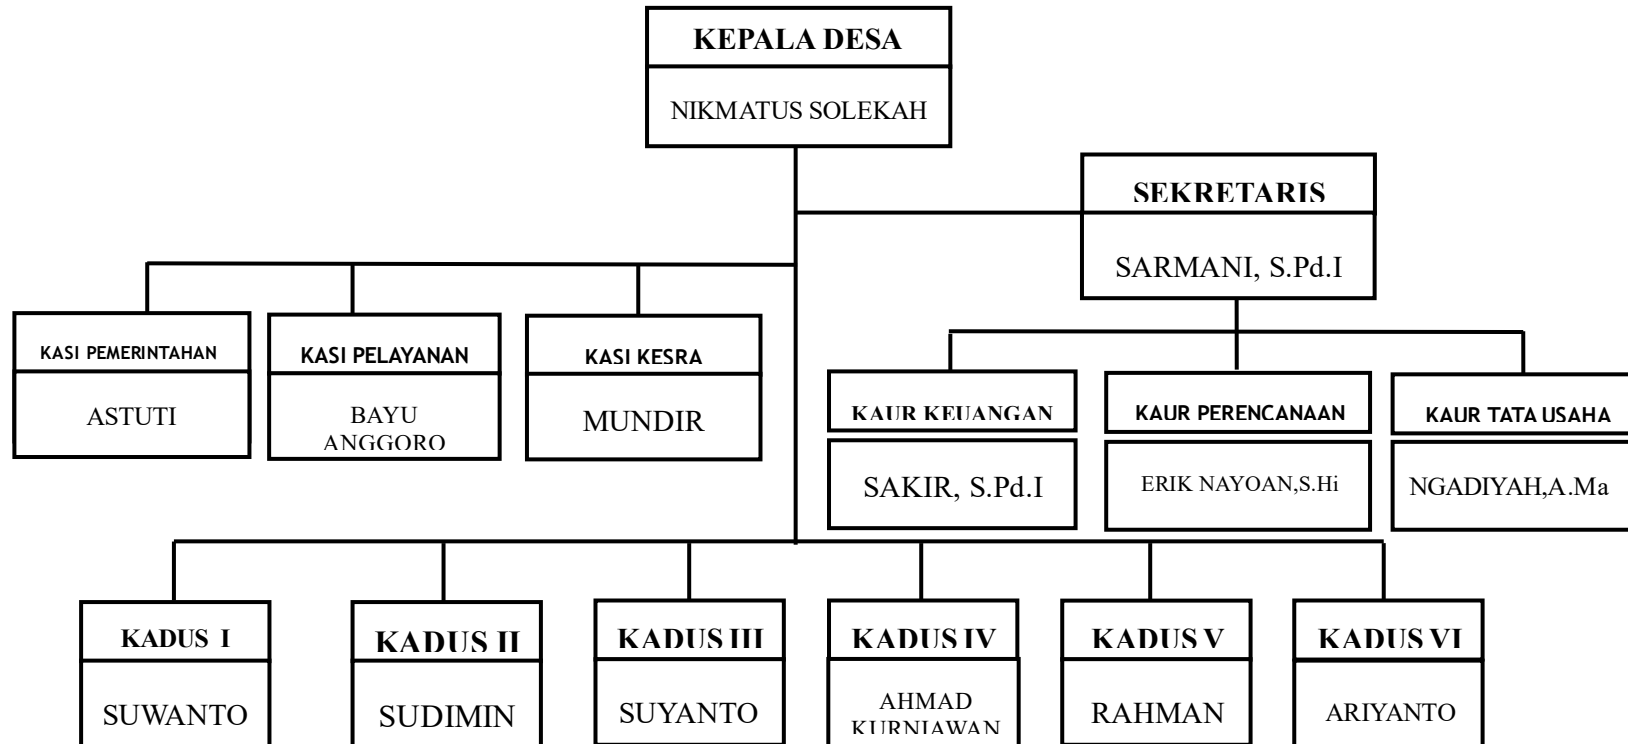 KEPALA DESA
NIKMATUS SOLEKAH
SEKRETARIS
SARMANI, S.Pd.I
KASI PEMERINTAHAN
ASTUTI
KASI PELAYANAN
BAYU
ANGGORO
KASI KESRA
MUNDIR
KAUR KEUANGAN
SAKIR, S.Pd.I
KAUR PERENCANAAN
ERIK NAYOAN,S.Hi
KAUR TATA USAHA
NGADIYAH,A.Ma
KADUS I
SUWANTO
KADUS II
SUDIMIN
KADUS III
SUYANTO
KADUS IV
AHMAD
KURNIAWAN
KADUS V
RAHMAN
KADUS VI
ARIYANTO